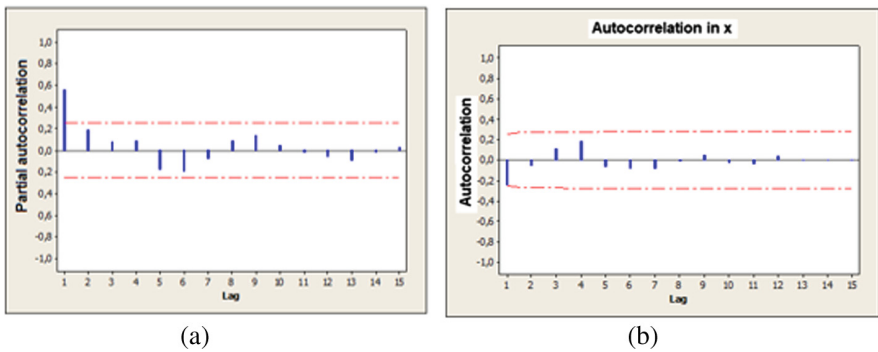 Partial autocorrelation
1,0
0,8
0,6
0,4
0,2
0,0
0,2
0,4
-0,6
-0,8
-1,0
1 2 3 4 5 6 7 8 9 10 11 12 13 14 15
Lag
(a)
Autocorrelation in x
Autocorrelation
1,0
0,8
0,6
0,4
0,2
0,0
-0,2
-0,4
-0,6
-0,8
-1,0
1 2 3 4 5 6 7 8 9 10 11 12 13 14 15
Lag
(b)